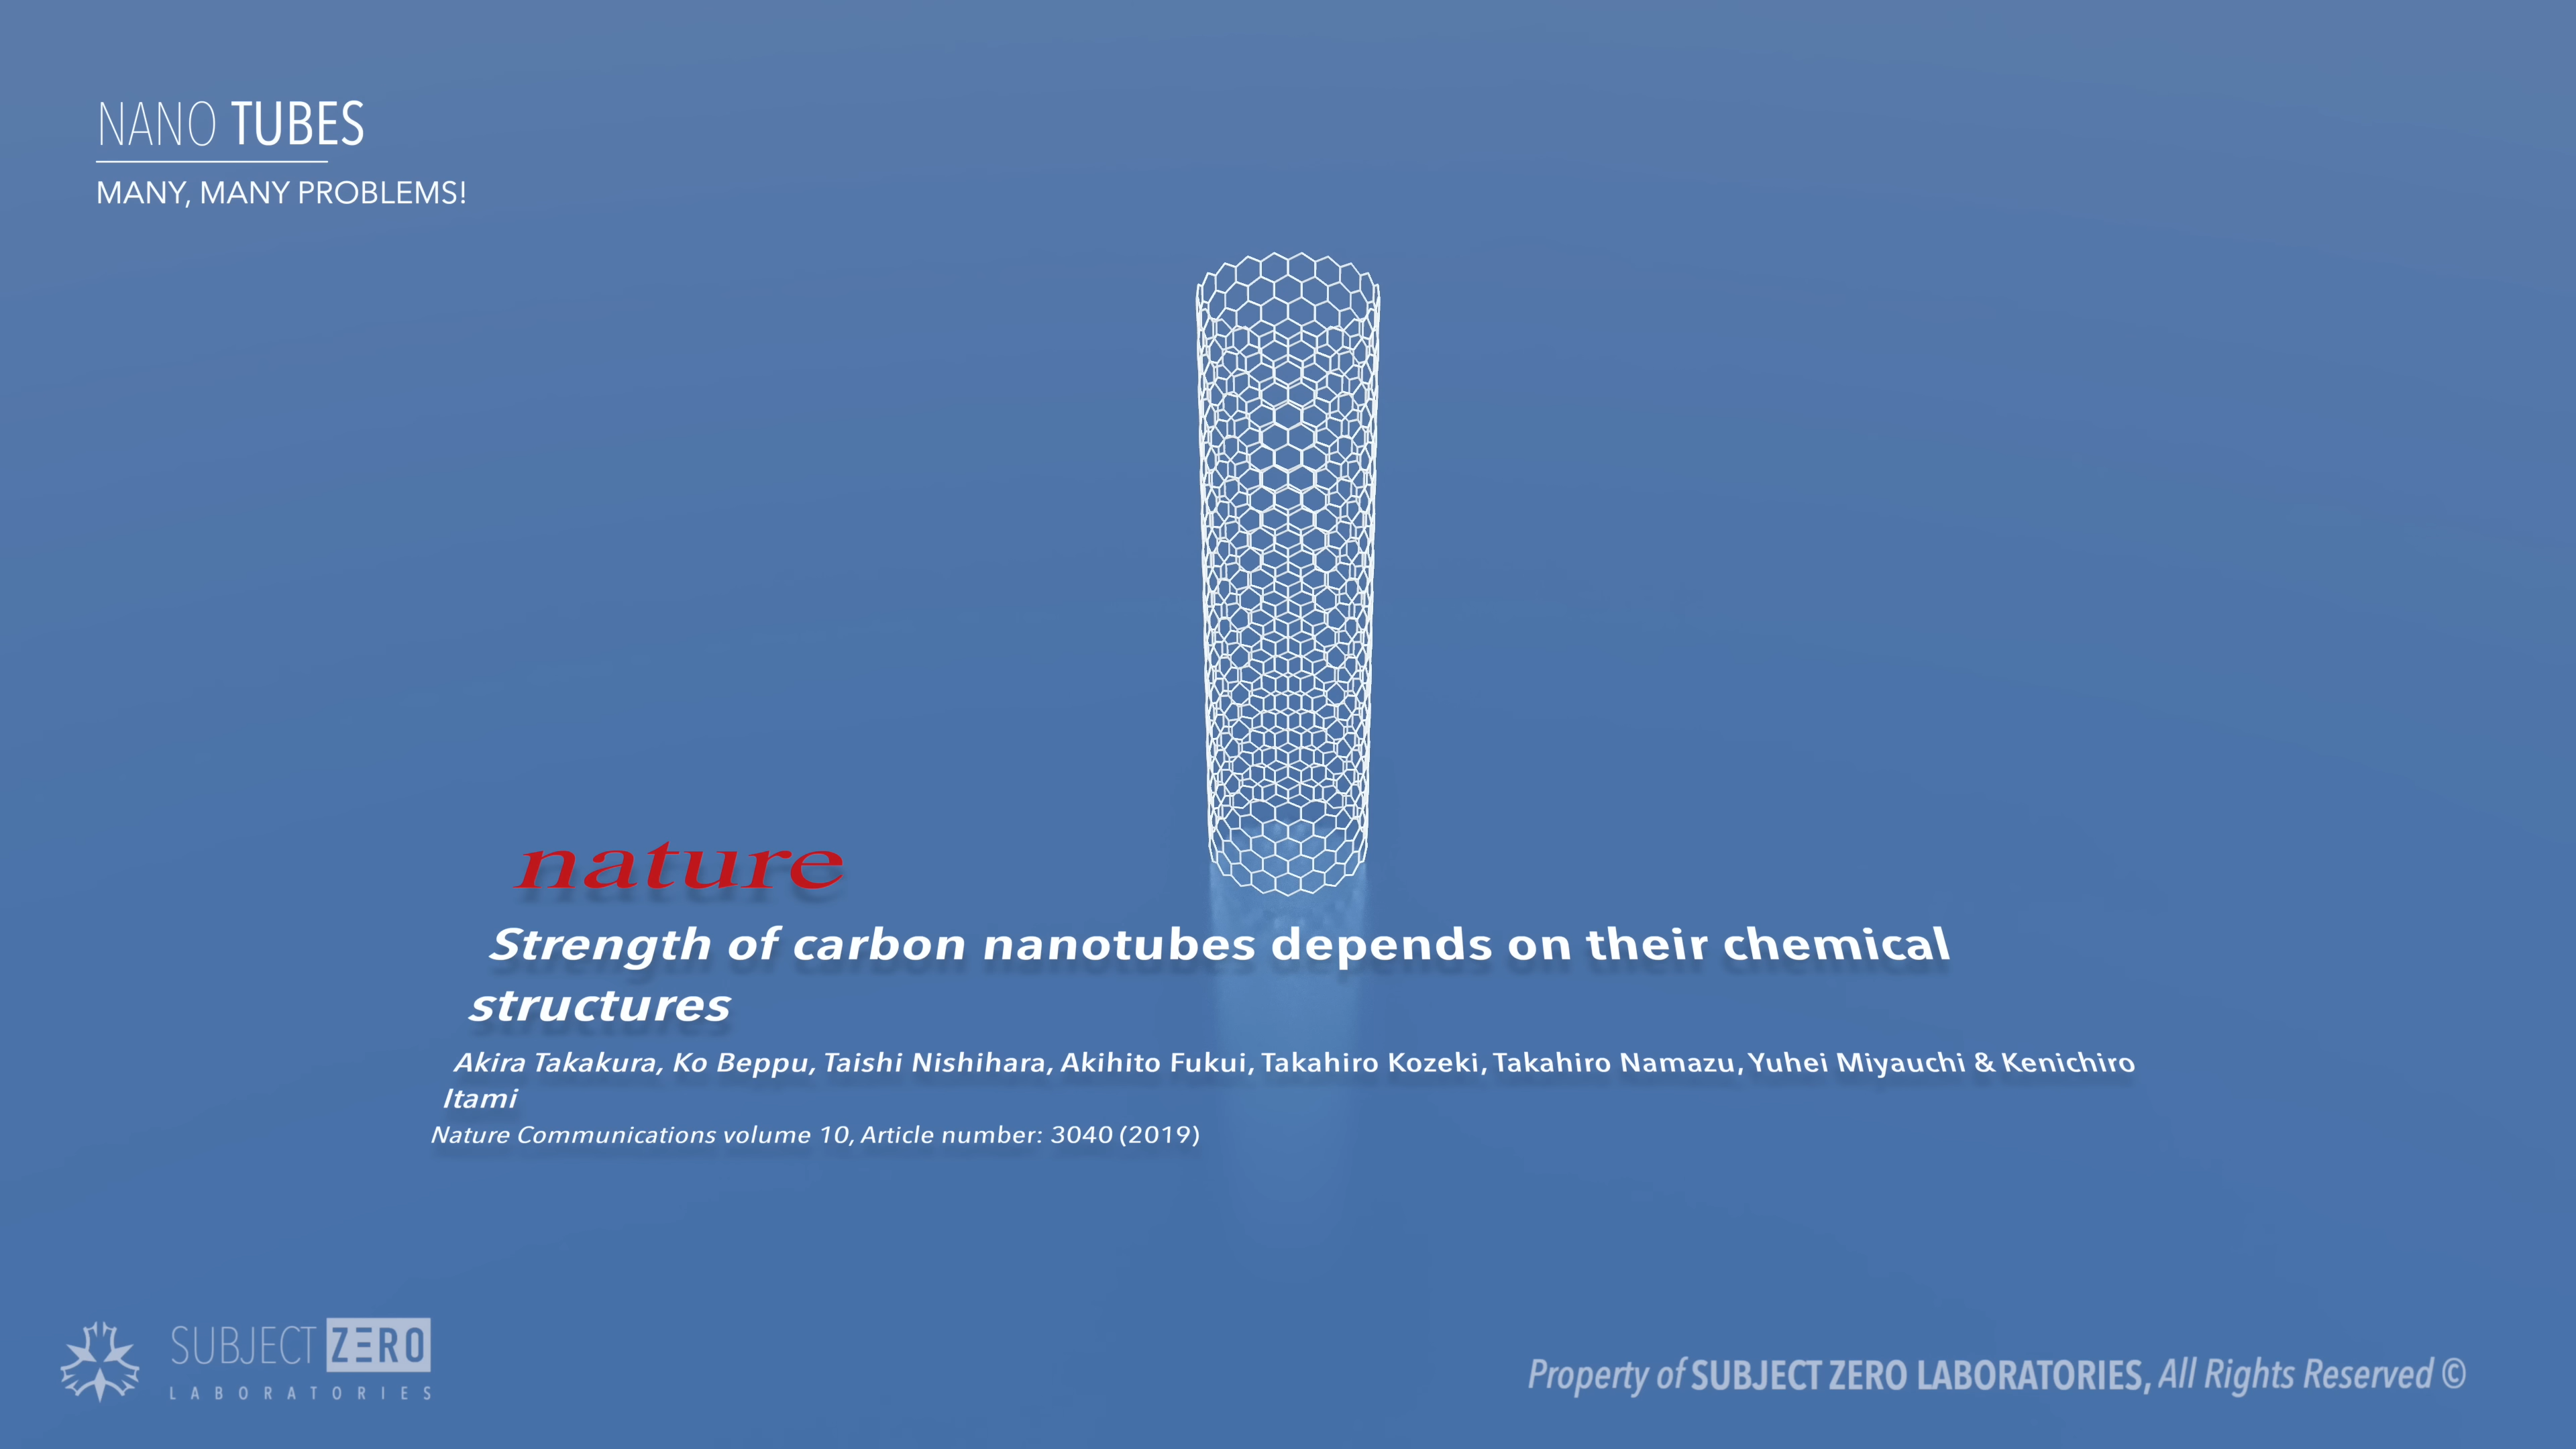 NANO TUBES
MANY, MANY PROBLEMS!
nature
Strength of carbon nanotubes depends on their chemical
structures
Akira Takakura, Ko Beppu, Taishi Nishihara, Akihito Fukui, Takahiro Kozeki, Takahiro Namazu, Yuhei Miyauchi & Kenichiro
Itami
Nature Communications volume 10, Article number: 3040 (2019)
SUBJECT ZERO
LABORATORIES
Property of SUBJECT ZERO LABORATORIES, All Rights Reserved ©